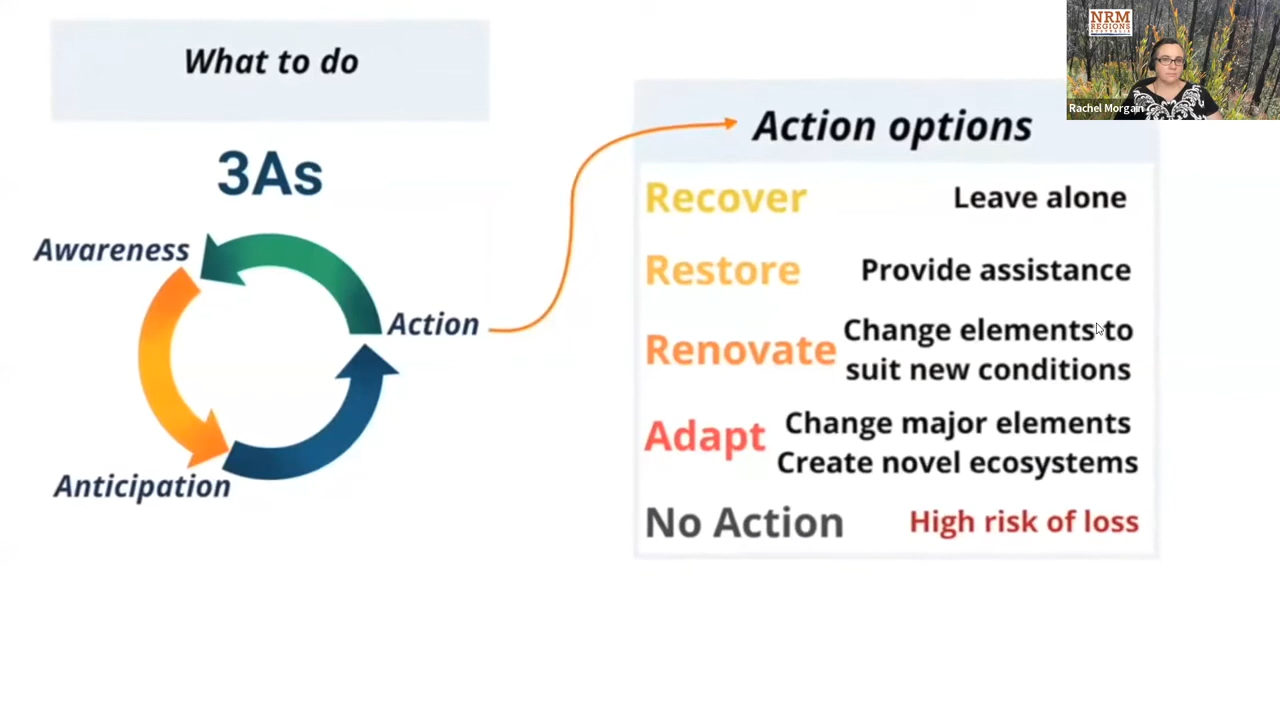 What to do
3As
Awareness
Action
Anticipation
Action options
Recover Leave alone
Restore Provide assistance
Renovate Change elements to
suit new conditions
Adapt Change major elements
Create novel ecosystems
No Action High risk of loss
NRM
REGIONS
AUSTRALIA
Rachel Morgain